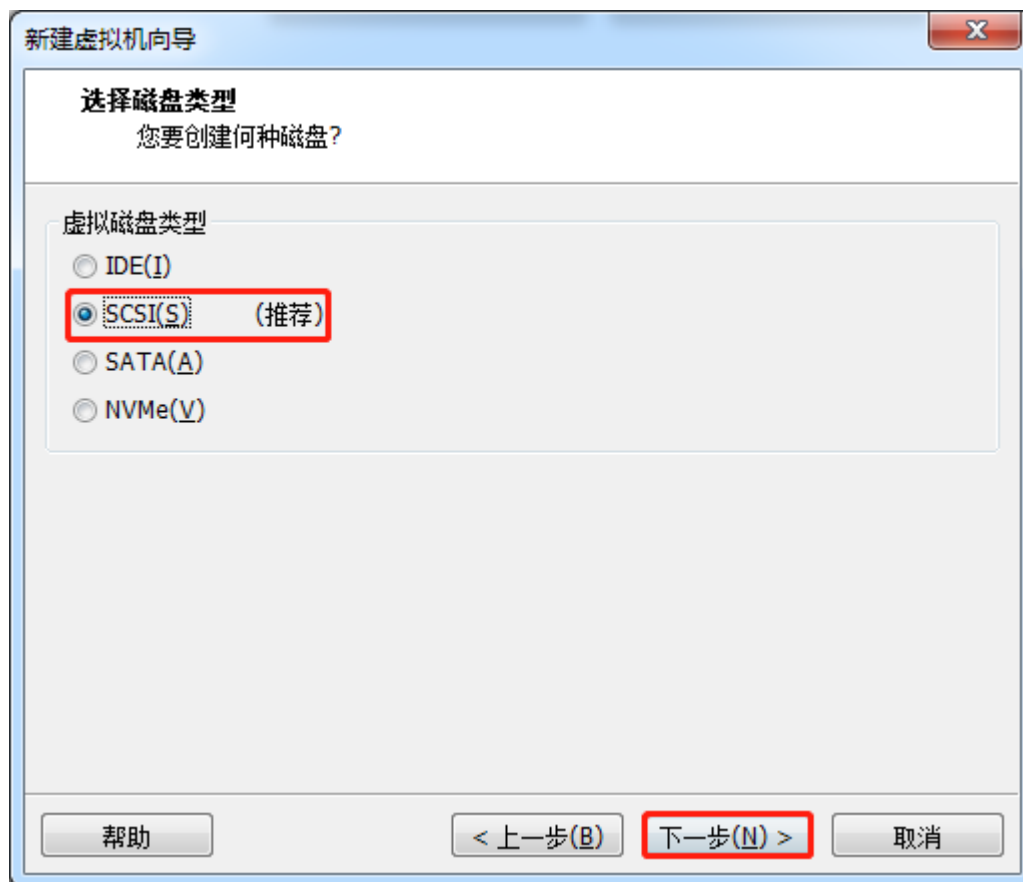 新建虚拟机向导
选择磁盘类型
您要创建何种磁盘?
虚拟磁盘类型
IDE(I)
SCSI(S) (推荐)
SATA(A)
NVMe(V)
帮助 < 上一步(B) 下一步(N) > 取消